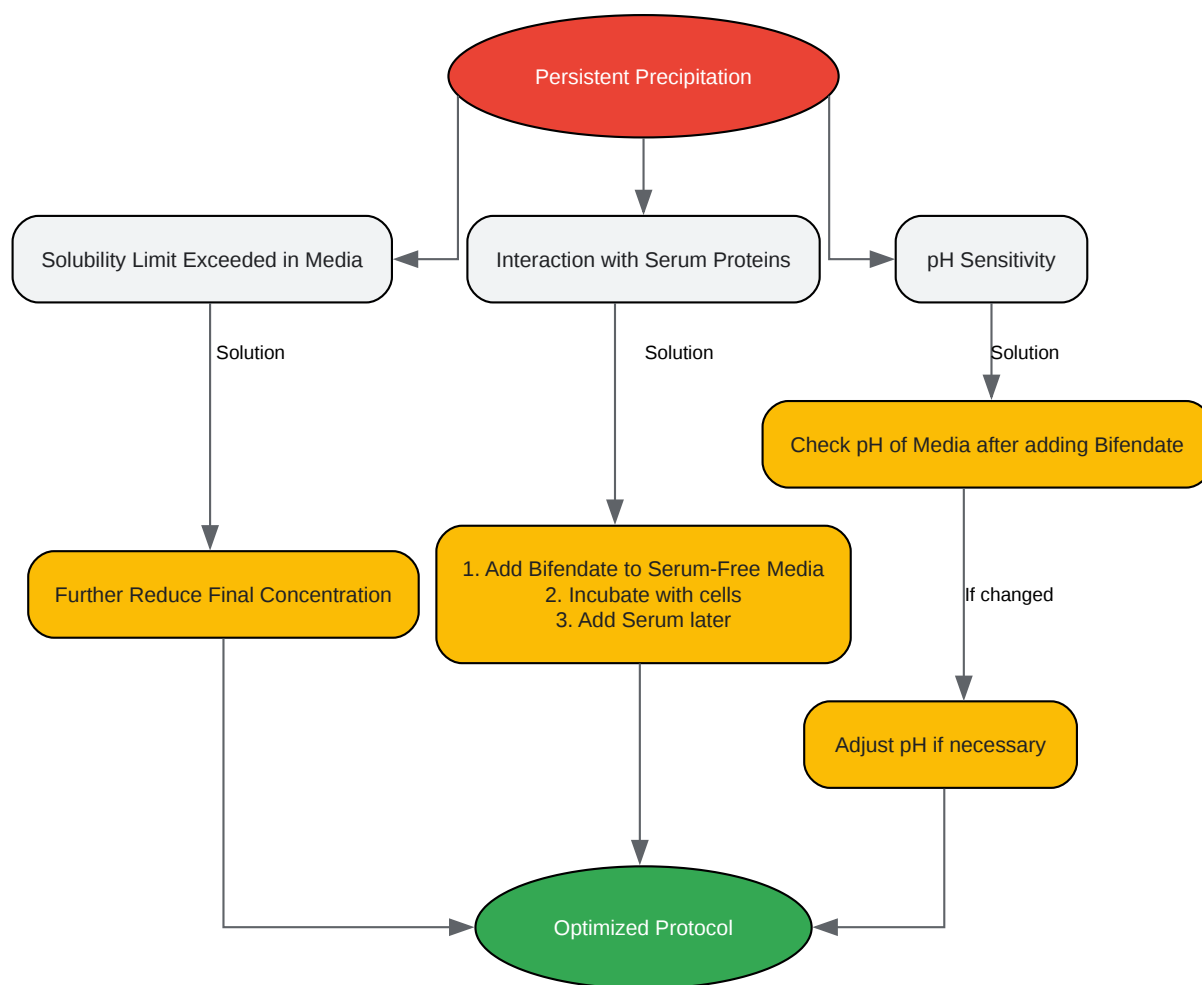 Persistent Precipitation
Solubility Limit Exceeded in Media
Interaction with Serum Proteins
pH Sensitivity
Solution
Solution
Solution
Check pH of Media after adding Bifendate
Further Reduce Final Concentration
1. Add Bifendate to Serum-Free Media
2. Incubate with cells
3. Add Serum later
If changed
Adjust pH if necessary
Optimized Protocol